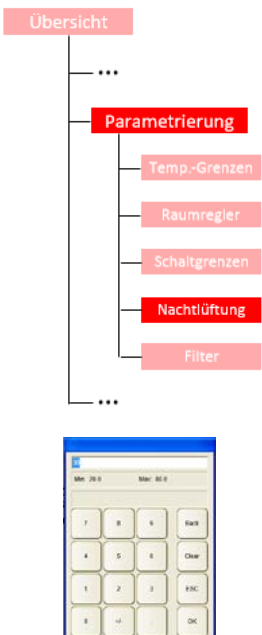 Übersicht
...
Parametrierung
Temp.-Grenzen
Raumregler
Schaltgrenzen
Nachtlüftung
Filter
...
Min: 20.0 Max: 80.0
7 8 9 Back
4 5 6 Clear
1 2 3 ESC
0 +/- . OK